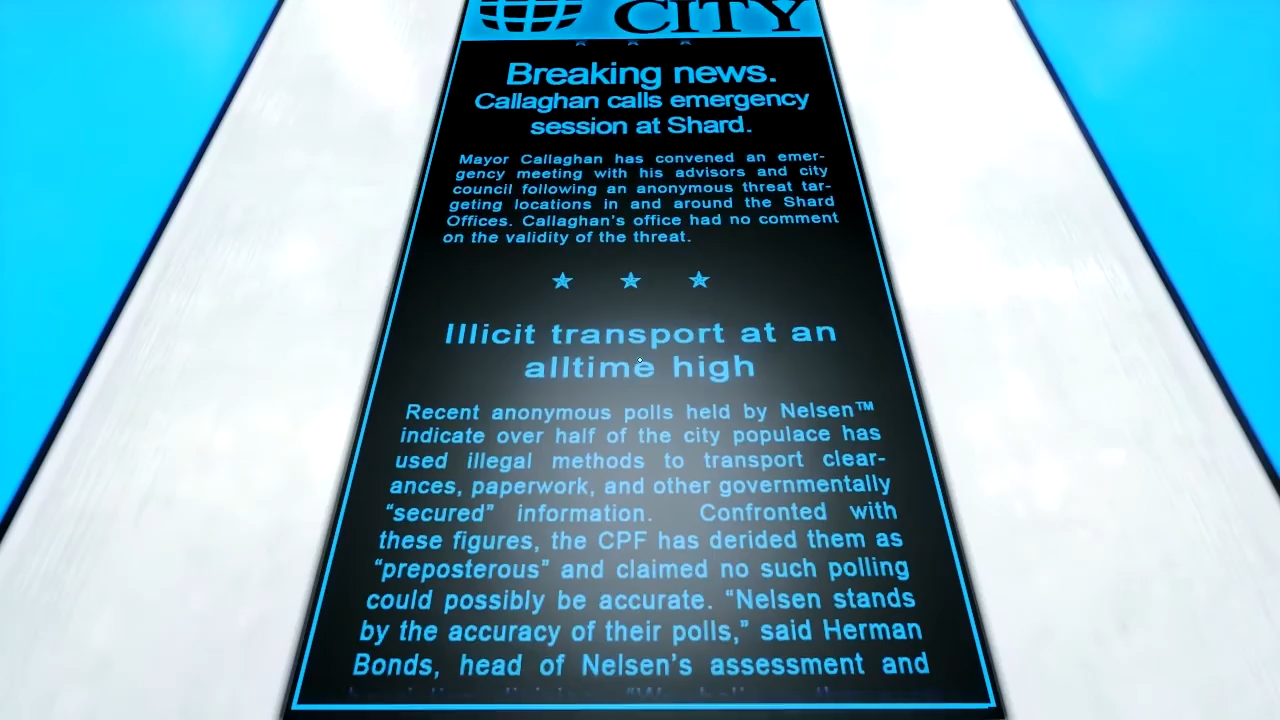 CITY
Breaking news.
Callaghan calls emergency
session at Shard.
Mayor Callaghan has convened an emer-
gency meeting with his advisors and city
council following an anonymous threat tar-
geting locations in and around the Shard
Offices. Callaghan's office had no comment
on the validity of the threat.
Illicit transport at an
alltime high
Recent anonymous polls held by Nelsen™
indicate over half of the city populace has
used illegal methods to transport clear-
ances, paperwork, and other governmentally
“secured” information. Confronted with
these figures, the CPF has derided them as
“preposterous” and claimed no such polling
could possibly be accurate. “Nelsen stands
by the accuracy of their polls,” said Herman
Bonds, head of Nelsen's assessment and